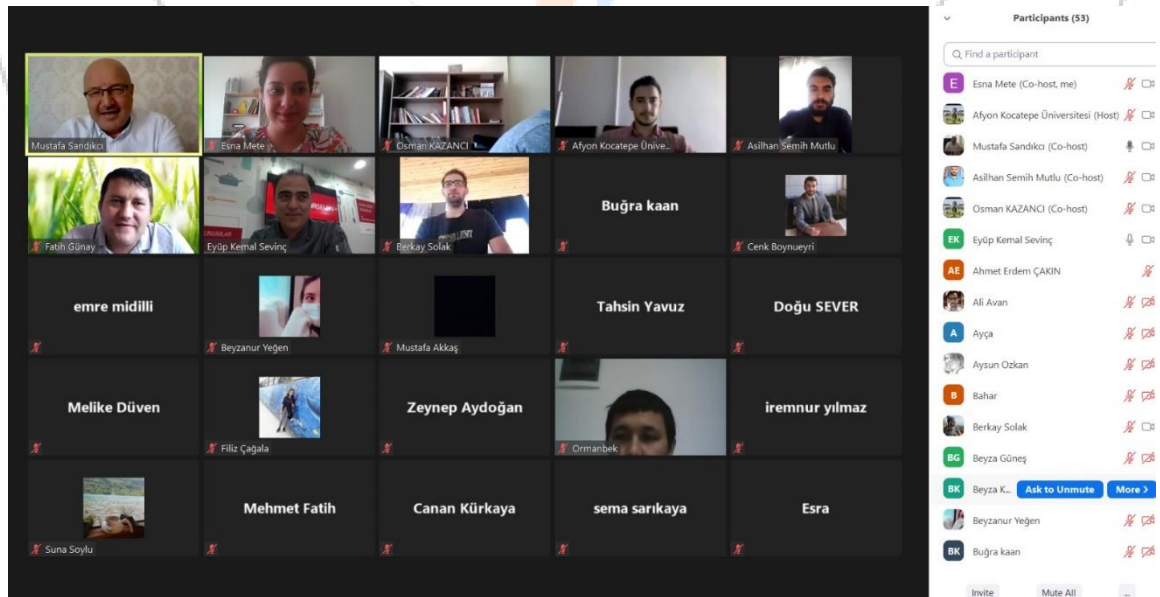 Mustafa Sandıkcı
Esna Mete
Osman KAZANCI
Afyon Kocatepe Ünive...
Asilhan Semih Mutlu
Fatih Günay
Eyüp Kemal Sevinç
Berkay Solak
Buğra kaan
Cenk Boynueyri
emre midilli
Beyzanur Yeğen
Mustafa Akkaş
Tahsin Yavuz
Doğu SEVER
Melike Düven
Filiz Çağala
Zeynep Aydoğan
Ormanbek
iremnur yılmaz
Suna Soylu
Mehmet Fatih
Canan Kürkaya
sema sarıkaya
Esra
Participants (53)
Find a participant
E Esna Mete (Co-host, me)
Afyon Kocatepe Üniversitesi (Host)
Mustafa Sandıkcı (Co-host)
Asilhan Semih Mutlu (Co-host)
Osman KAZANCI (Co-host)
EK Eyüp Kemal Sevinç
AE Ahmet Erdem ÇAKIN
Ali Avan
A Ayça
Aysun Ozkan
B Bahar
Berkay Solak
BG Beyza Güneş
BK Beyza K... Ask to Unmute More >
Beyzanur Yeğen
BK Buğra kaan
Invite Mute All ...